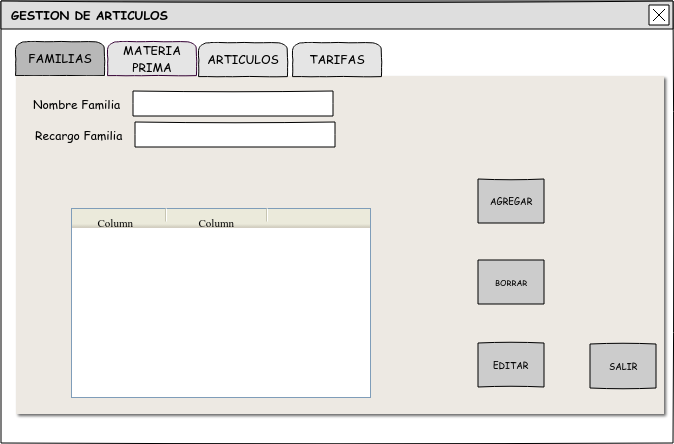 GESTION DE ARTICULOS
FAMILIAS
MATERIA
PRIMA
ARTICULOS
TARIFAS
Nombre Familia
Recargo Familia
Column
Column
AGREGAR
BORRAR
EDITAR
SALIR